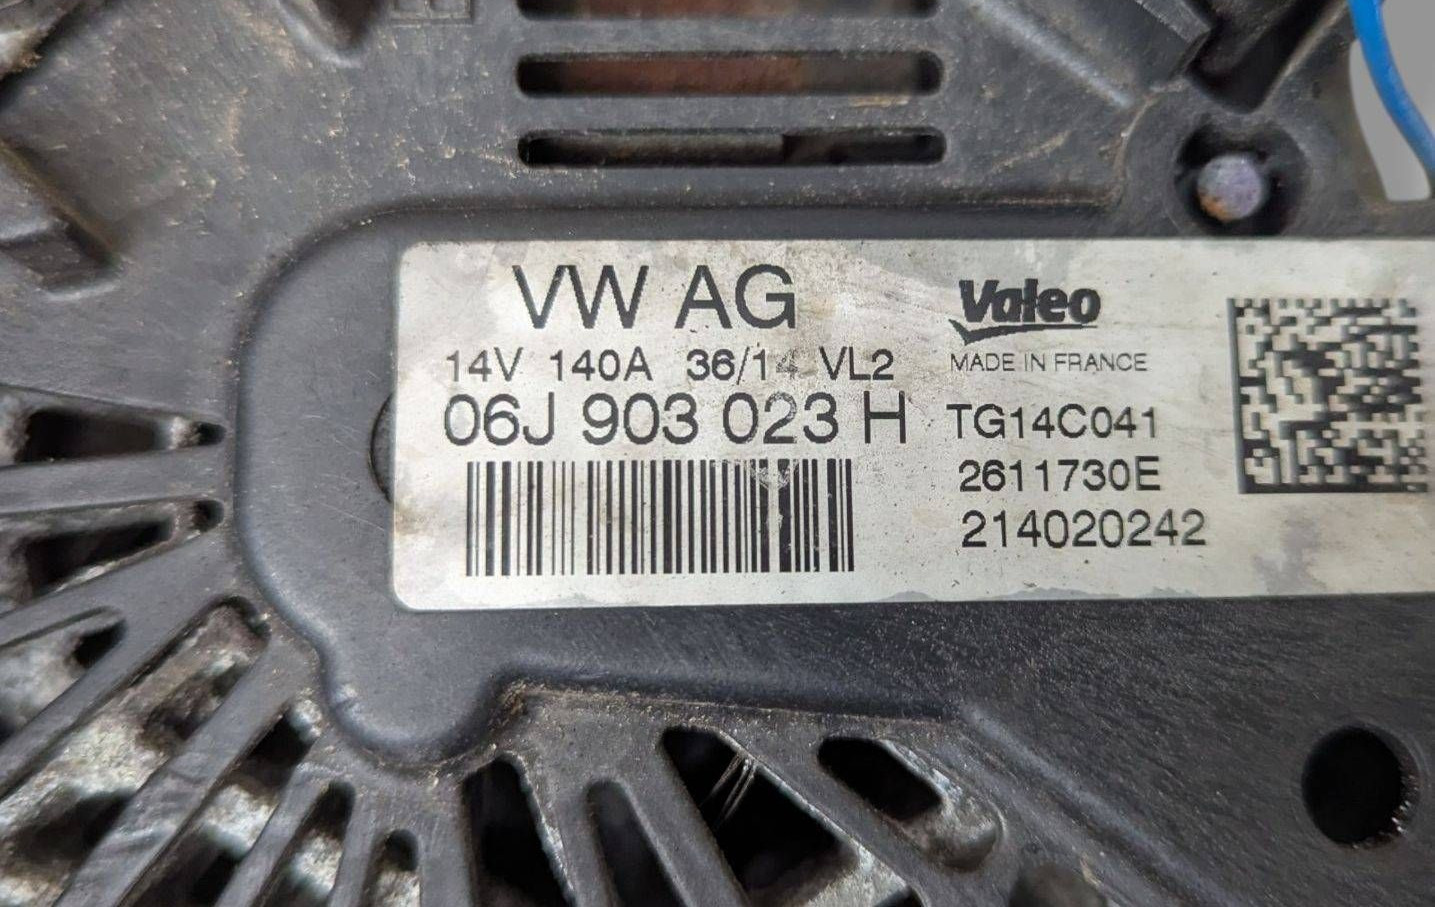 VW AG
14V 140A 36/14 VL2
06J 903 023 H
Valeo
MADE IN FRANCE
TG14C041
2611730E
214020242